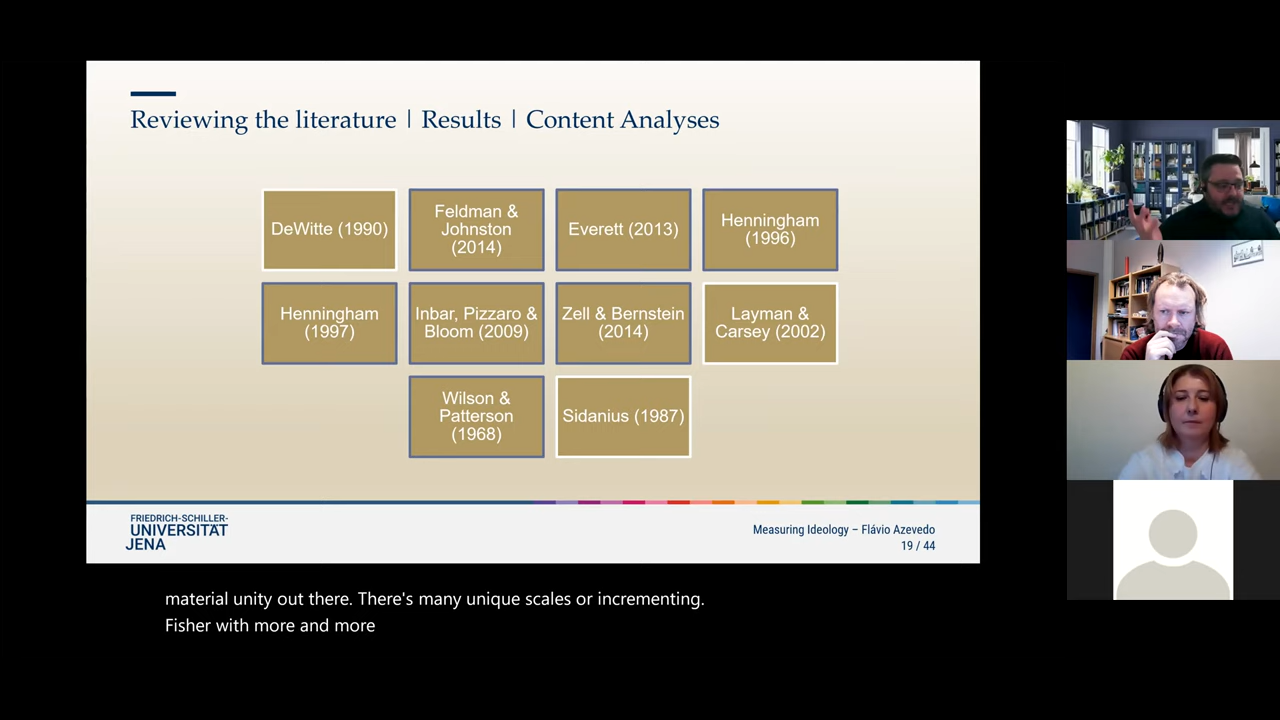 Reviewing the literature | Results | Content Analyses
DeWitte (1990)
Feldman &
Johnston
(2014)
Everett (2013)
Henningham
(1996)
Henningham
(1997)
Inbar, Pizzaro &
Bloom (2009)
Zell & Bernstein
(2014)
Layman &
Carsey (2002)
Wilson &
Patterson
(1968)
Sidanius (1987)
FRIEDRICH-SCHILLER-
UNIVERSITÄT
JENA
Measuring Ideology – Flávio Azevedo
19 / 44
material unity out there. There's many unique scales or incrementing.
Fisher with more and more